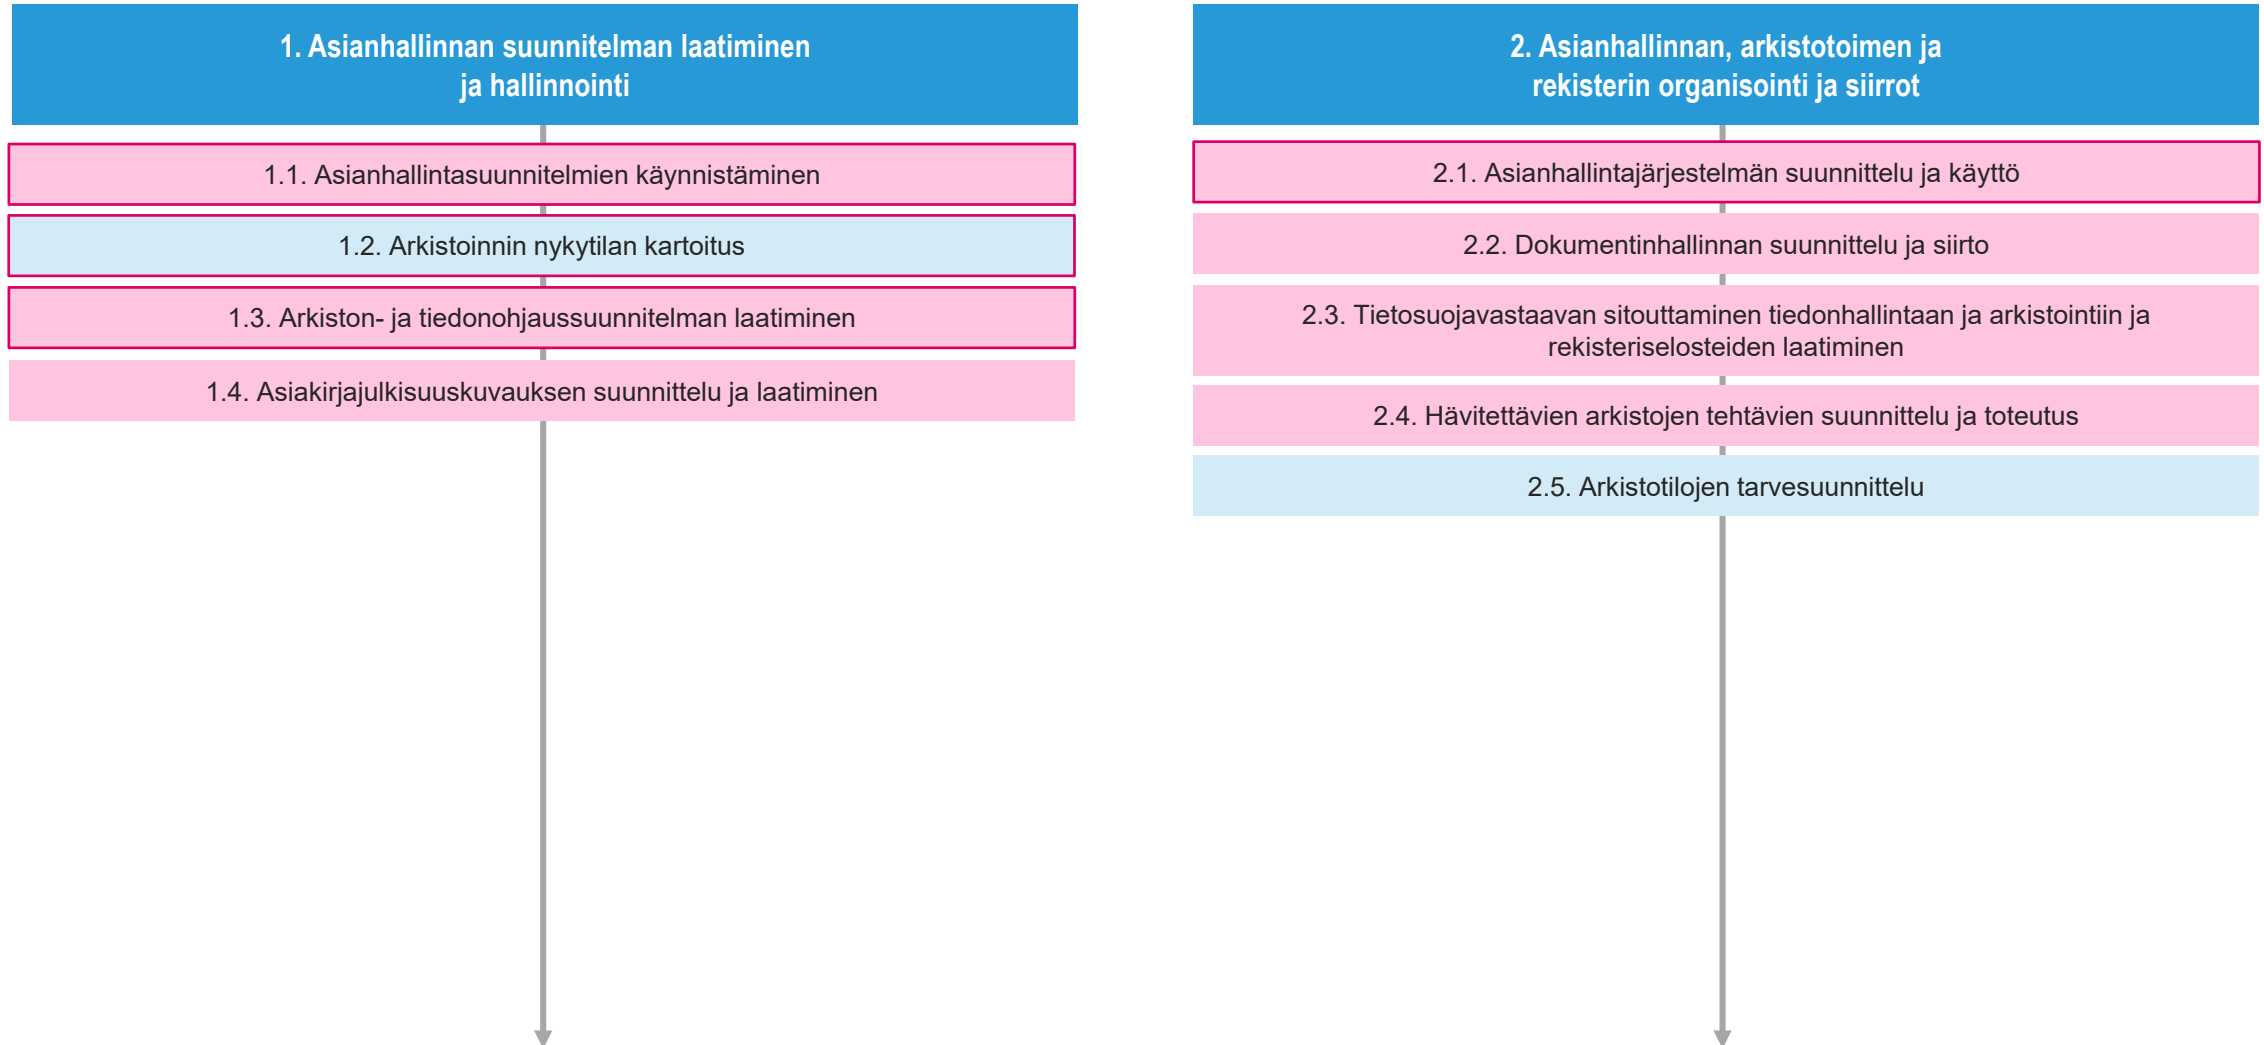 1. Asianhallinnan suunnitelman laatiminen
ja hallinnointi
1.1. Asianhallintasuunnitelmien käynnistäminen
1.2. Arkistoinnin nykytilan kartoitus
1.3. Arkiston- ja tiedonohjaussuunnitelman laatiminen
1.4. Asiakirjajulkisuuskuvauksen suunnittelu ja laatiminen
2. Asianhallinnan, arkistotoimen ja
rekisterin organisointi ja siirrot
2.1. Asianhallintajärjestelmän suunnittelu ja käyttö
2.2. Dokumentinhallinnan suunnittelu ja siirto
2.3. Tietosuojavastaavan sitouttaminen tiedonhallintaan ja arkistointiin ja
rekisteriselosteiden laatiminen
2.4. Hävitettävien arkistojen tehtävien suunnittelu ja toteutus
2.5. Arkistotilojen tarvesuunnittelu